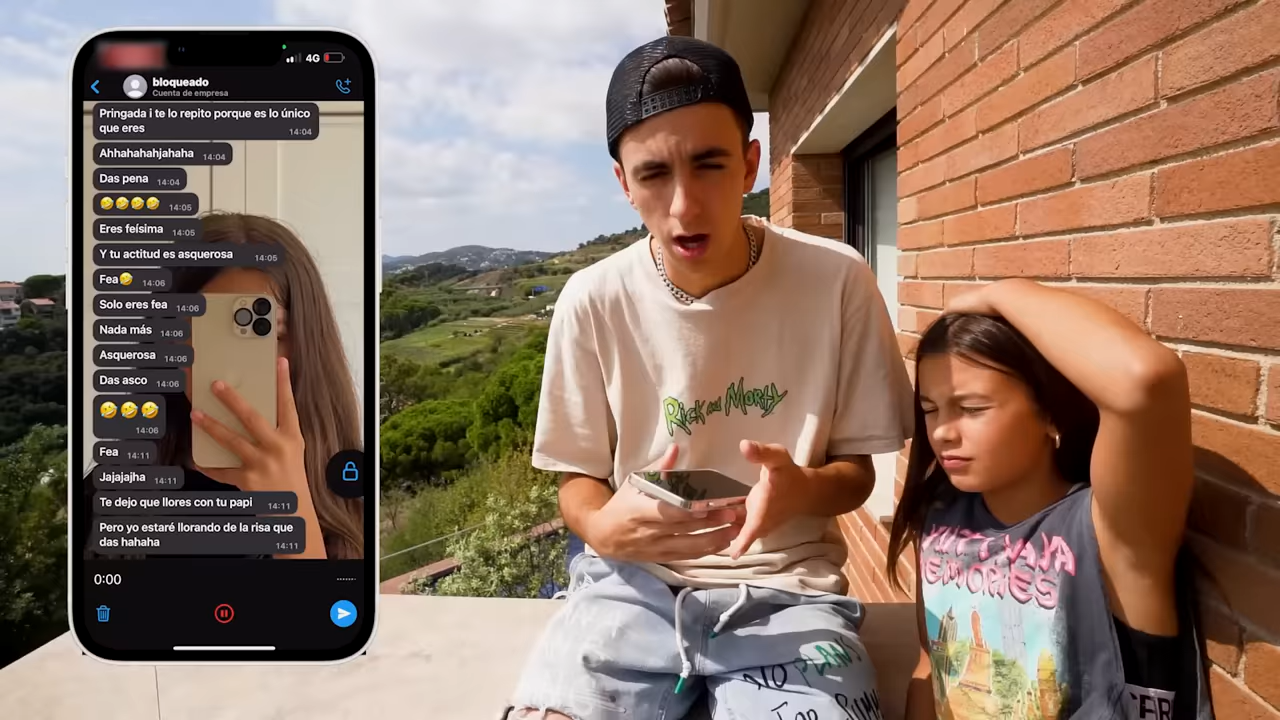 4G
bloqueado
Cuenta de empresa
Pringada i te lo repito porque es lo único
que eres
14:04
Ahhahahahjahaha 14:04
Das pena 14:04
🤣🤣🤣🤣 14:05
Eres feísima 14:05
Y tu actitud es asquerosa 14:05
Fea🤣 14:06
Solo eres fea 14:06
Nada más 14:06
Asquerosa 14:06
Das asco 14:06
🤣🤣🤣
14:06
Fea 14:11
Jajajajha 14:11
Te dejo que llores con tu papi 14:11
Pero yo estaré llorando de la risa que
das hahaha
14:11
0:00
Rick and Morty
NO PLANS
FOR
MEMORIES